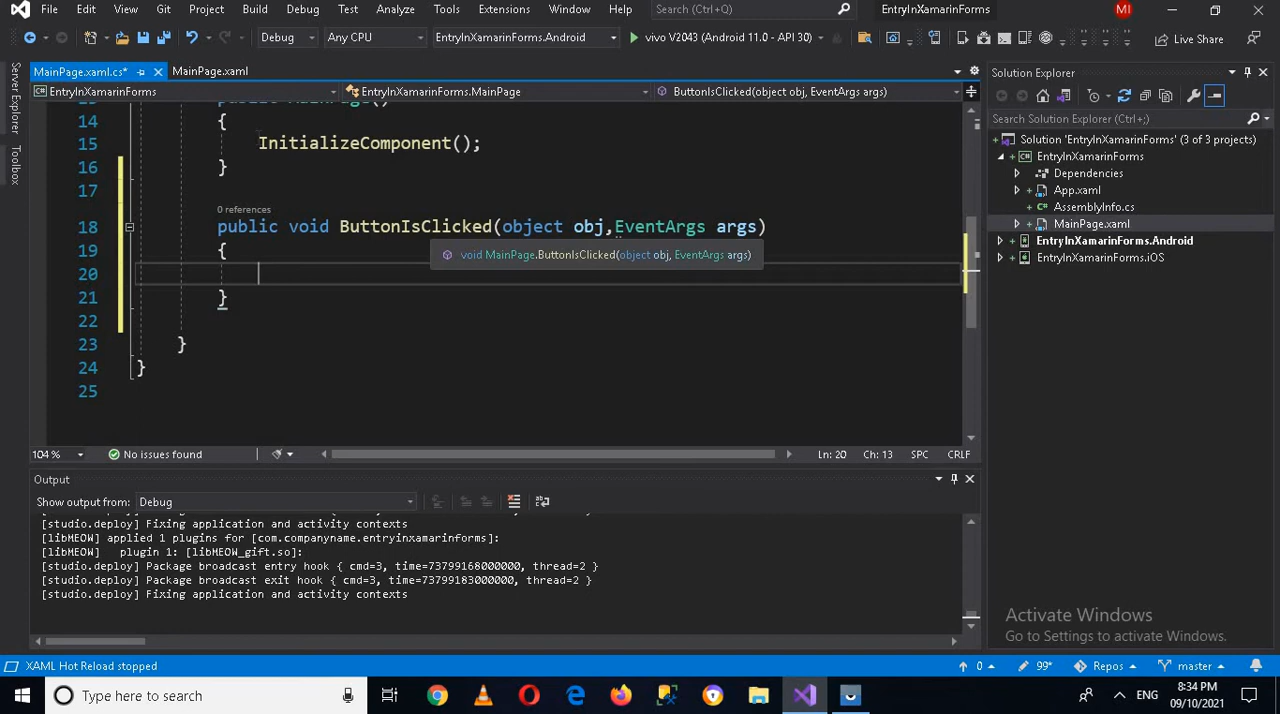 File Edit View Git Project Build Debug Test Analyze Tools Extensions Window Help Search (Ctrl+Q) EntryInXamarinForms MI
Debug Any CPU EntryInXamarinForms.Android vivo V2043 (Android 11.0 - API 30) Live Share
Server Explorer
Toolbox
MainPage.xaml.cs* MainPage.xaml
EntryInXamarinForms EntryInXamarinForms.MainPage ButtonIsClicked(object obj, EventArgs args)
13 public MainPage()
14 {
15 InitializeComponent();
16 }
17
0 references
18 public void ButtonIsClicked(object obj,EventArgs args)
19 {
void MainPage.ButtonIsClicked(object obj, EventArgs args)
20
21 }
22
23 }
24 }
25
104 % No issues found Ln: 20 Ch: 13 SPC CRLF
Output
Show output from: Debug
[studio.deploy] Fixing application and activity contexts
[libMEOW] applied 1 plugins for [com.companyname.entryinxamarinforms]:
[libMEOW] plugin 1: [libMEOW_gift.so]:
[studio.deploy] Package broadcast entry hook { cmd=3, time=73799168000000, thread=2 }
[studio.deploy] Package broadcast exit hook { cmd=3, time=73799183000000, thread=2 }
[studio.deploy] Fixing application and activity contexts
Solution Explorer
Search Solution Explorer (Ctrl+;)
Solution 'EntryInXamarinForms' (3 of 3 projects)
EntryInXamarinForms
Dependencies
App.xaml
AssemblyInfo.cs
MainPage.xaml
EntryInXamarinForms.Android
EntryInXamarinForms.iOS
Activate Windows
Go to Settings to activate Windows.
XAML Hot Reload stopped 0 99* Repos master
Type here to search ENG 8:34 PM
09/10/2021